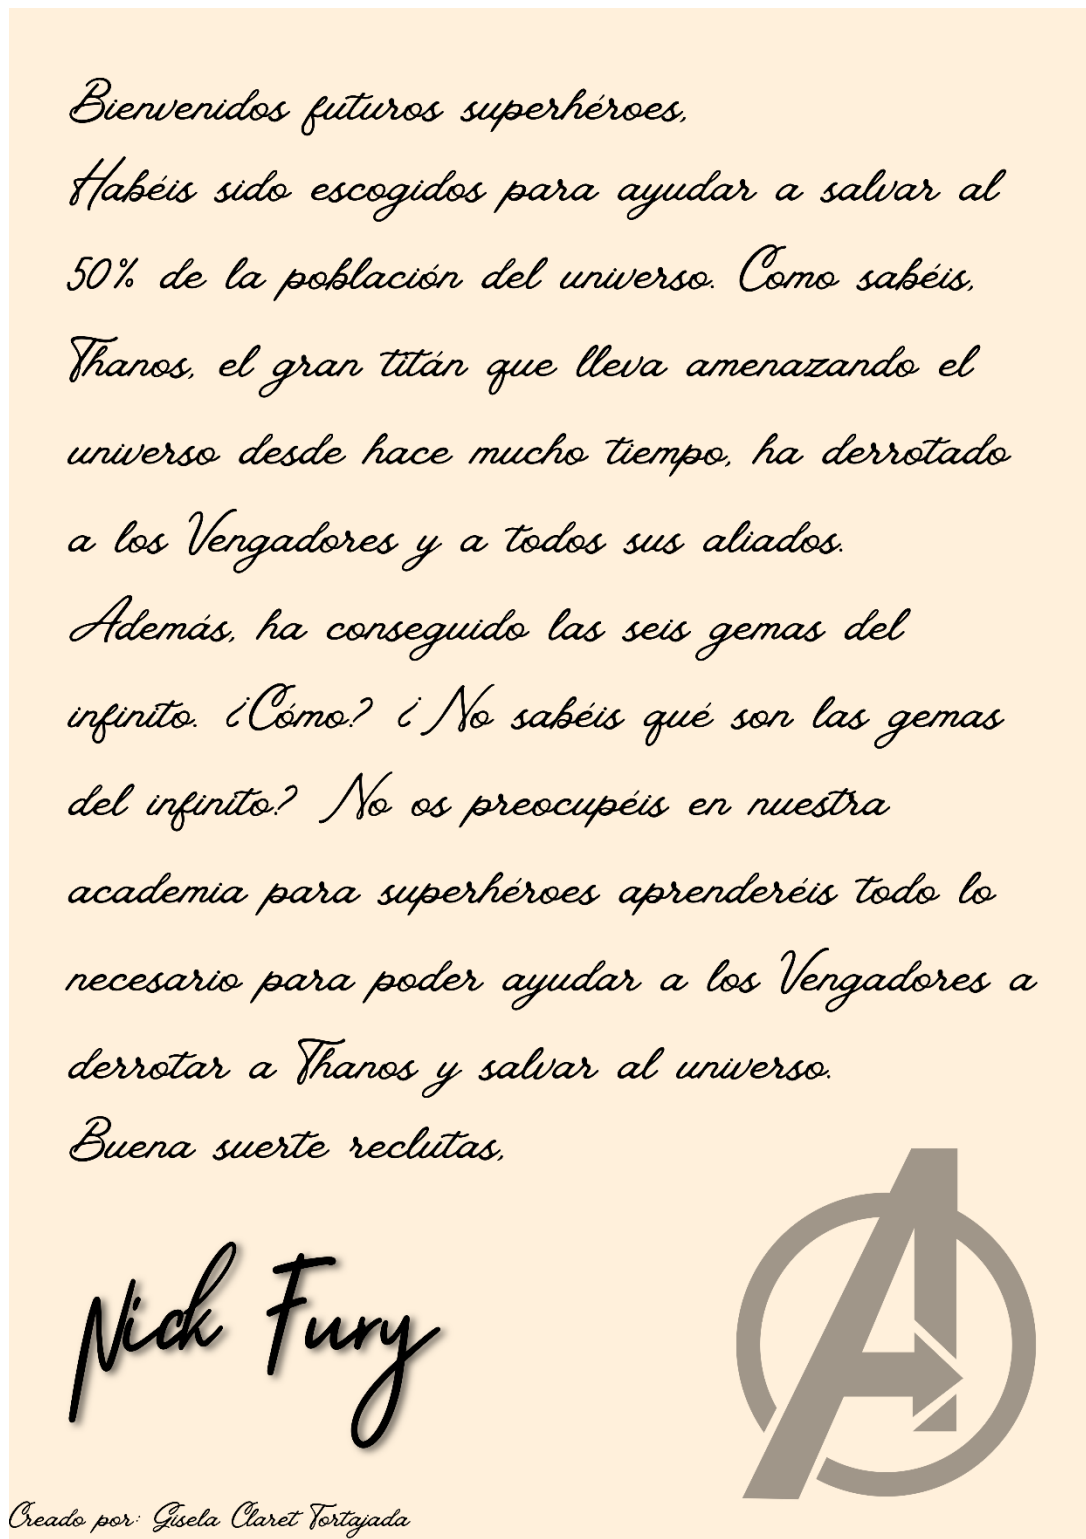 Bienvenidos futuros superhéroes,
Habéis sido escogidos para ayudar a salvar al
50% de la población del universo. Como sabéis,
Thanos, el gran titán que lleva amenazando el
universo desde hace mucho tiempo, ha derrotado
a los Vengadores y a todos sus aliados.
Además, ha conseguido las seis gemas del
infinito. ¿Cómo? ¿No sabéis qué son las gemas
del infinito? No os preocupéis en nuestra
academia para superhéroes aprenderéis todo lo
necesario para poder ayudar a los Vengadores a
derrotar a Thanos y salvar al universo.
Buena suerte reclutas,
Nick Fury
Creado por: Gisela Claret Tortajada